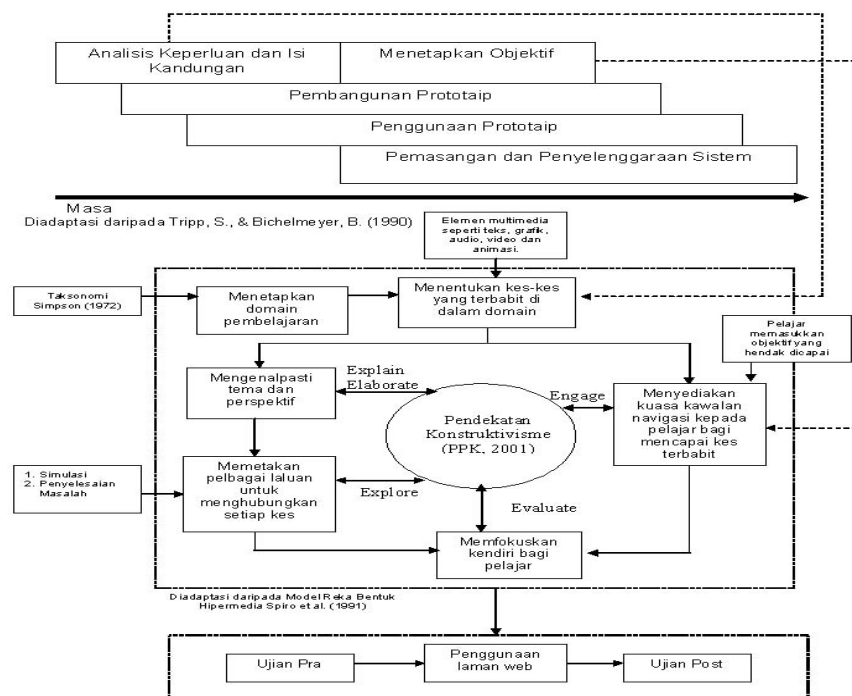 Analisis Keperluan dan Isi
Kandungan
Menetapkan Objektif
Pembangunan Prototaip
Penggunaan Prototaip
Pemasangan dan Penyelenggaraan Sistem
Masa
Diadaptasi daripada Tripp, S., & Bichelmeyer, B. (1990)
Elemen multimedia
seperti teks, grafik,
audio, video dan
animasi.
Taksonomi
Simpson (1972)
Menetapkan
domain
pembelajaran
Menentukan kes-kes
yang terbabit di
dalam domain
Pelajar
memasukkan
objektif yang
hendak dicapai
Mengenalpasti
tema dan
perspektif
Explain
Elaborate
Engage
Pendekatan
Konstruktivisme
(PPK, 2001)
Menyediakan
kuasa kawalan
navigasi kepada
pelajar bagi
mencapai kes
terbabit
1. Simulasi
2. Penyelesaian
Masalah
Memetakan
pelbagai laluan
untuk
menghubungkan
setiap kes
Explore
Evaluate
Memfokuskan
kendiri bagi
pelajar
Diadaptasi daripada Model Reka Bentuk
Hipermedia Spiro et al. (1991)
Ujian Pra
Penggunaan
laman web
Ujian Post